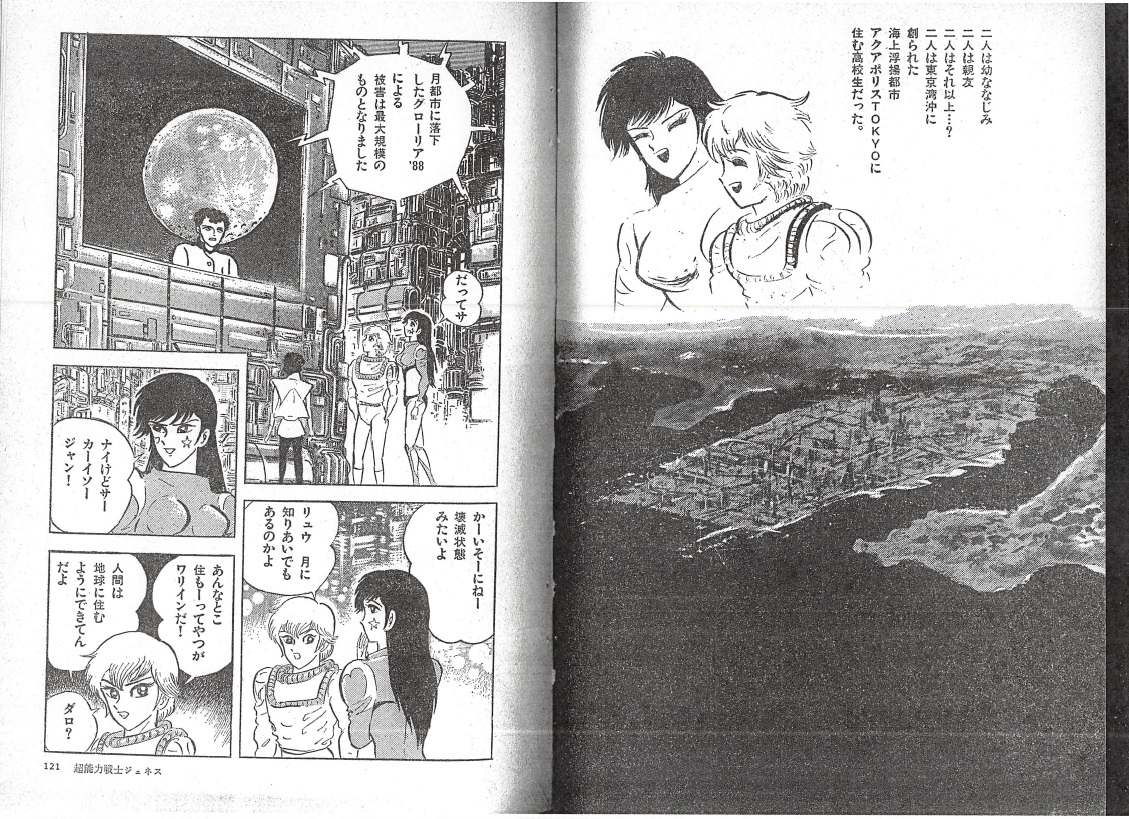 二人は幼ななじみ
二人は親友
二人はそれ以上…?
二人は東京湾沖に
創られた
海上浮揚都市
アクアポリスTOKYOに
住む高校生だった。
月都市に落下
したグローリア'88
による
被害は最大規模の
ものとなりました
だってサ
かーいそーにねー
壊滅状態
みたいよ
リュウ 月に
知りあいでも
あるのかよ
ナイけどサー
カーイソー
ジャン!
あんなとこ
住もーってやつが
ワリインだ!
人間は
地球に住む
ようにできてん
だよ
ダロ?
121 超能力戦士ジェネス